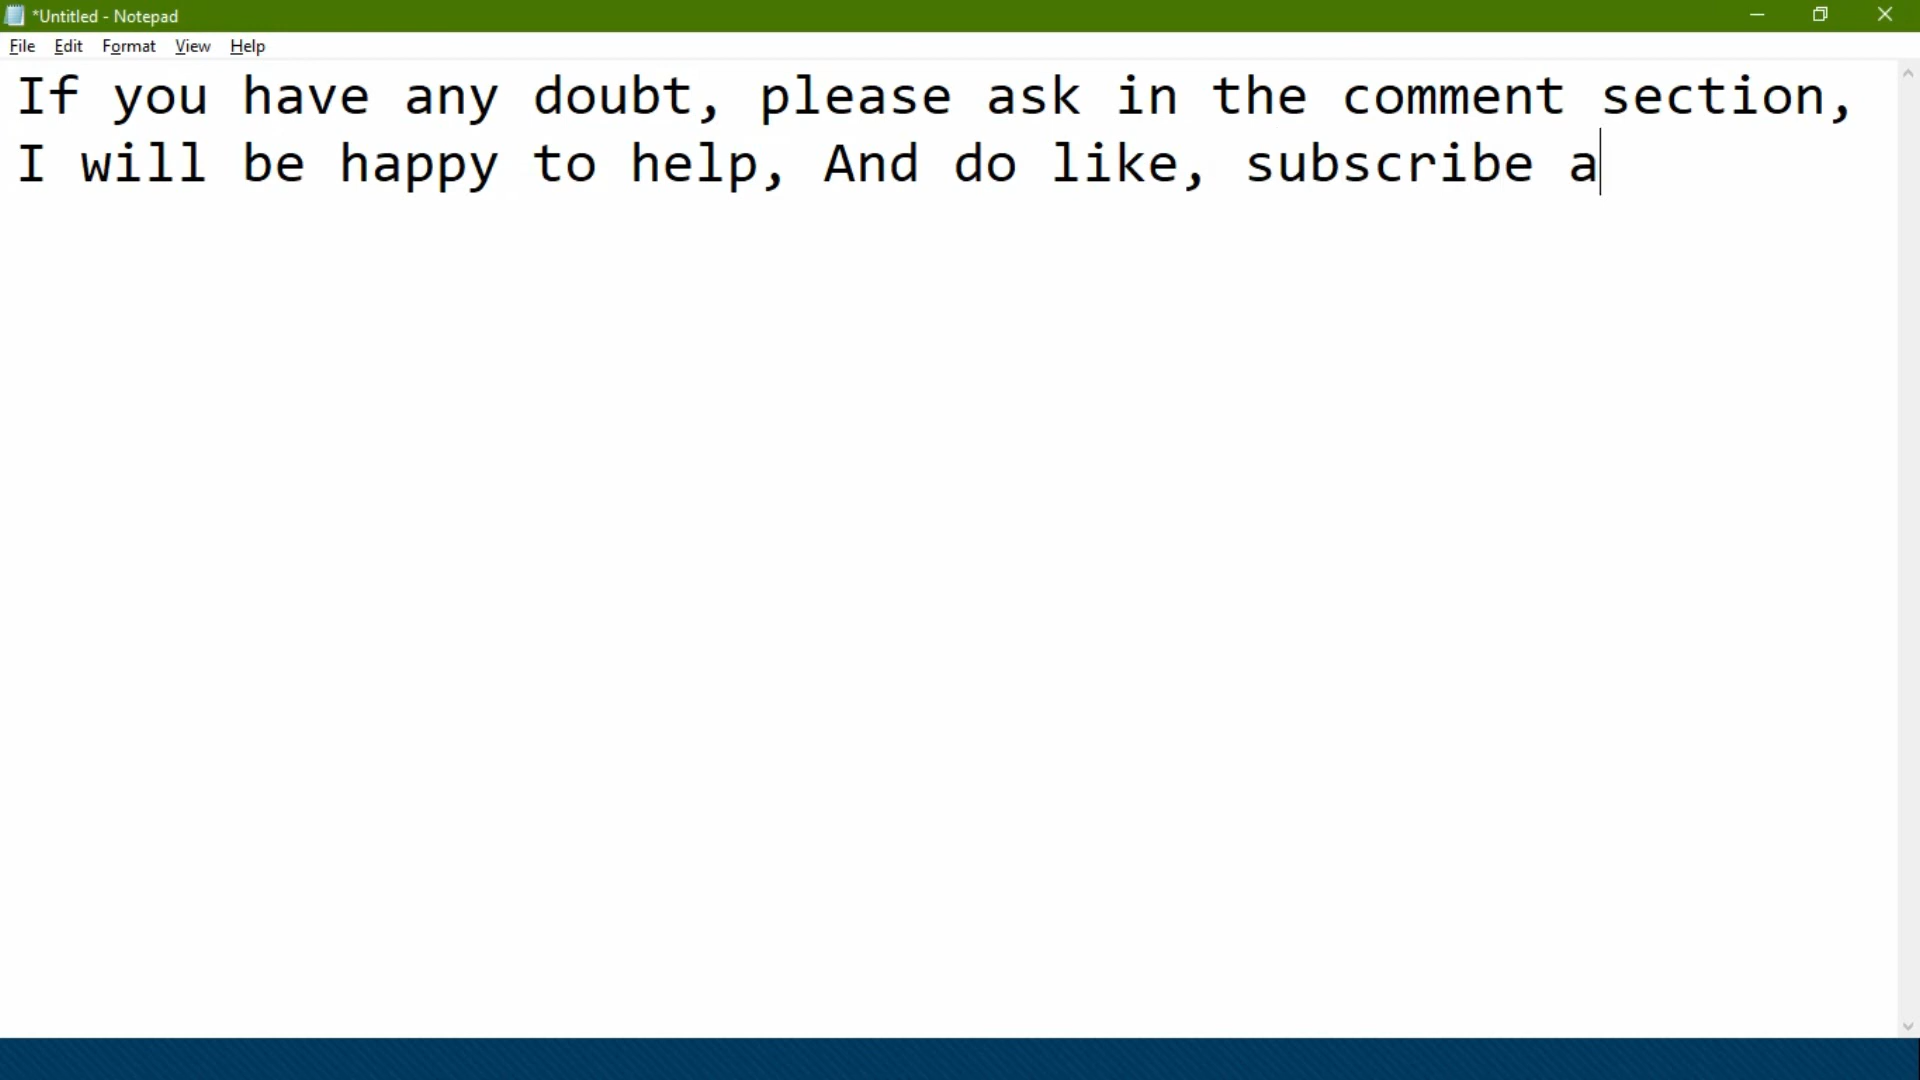 *Untitled - Notepad
File Edit Format View Help
If you have any doubt, please ask in the comment section,
I will be happy to help, And do like, subscribe a